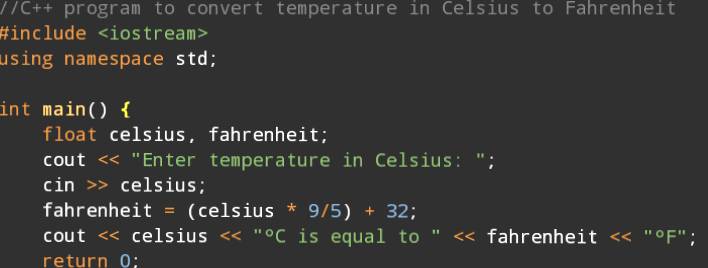 //C++ program to convert temperature in Celsius to Fahrenheit
#include <iostream>
using namespace std;
int main() {
float celsius, fahrenheit;
cout << "Enter temperature in Celsius: ";
cin >> celsius;
fahrenheit = (celsius * 9/5) + 32;
cout << celsius << "ºC is equal to " << fahrenheit << "ºF";
return 0;